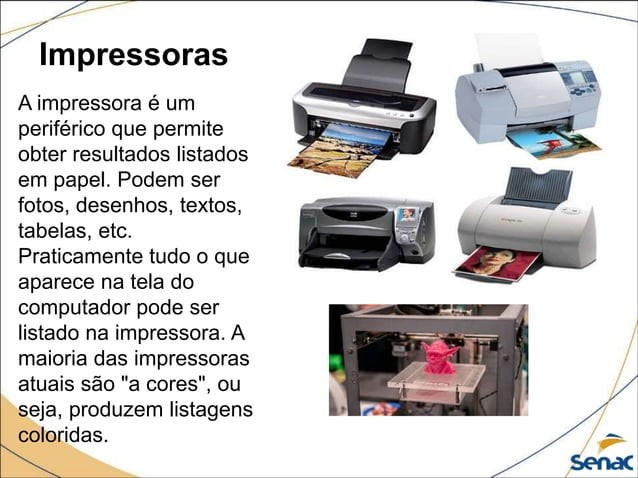 Impressoras
A impressora é um
periférico que permite
obter resultados listados
em papel. Podem ser
fotos, desenhos, textos,
tabelas, etc.
Praticamente tudo o que
aparece na tela do
computador pode ser
listado na impressora. A
maioria das impressoras
atuais são "a cores", ou
seja, produzem listagens
coloridas.
Senac